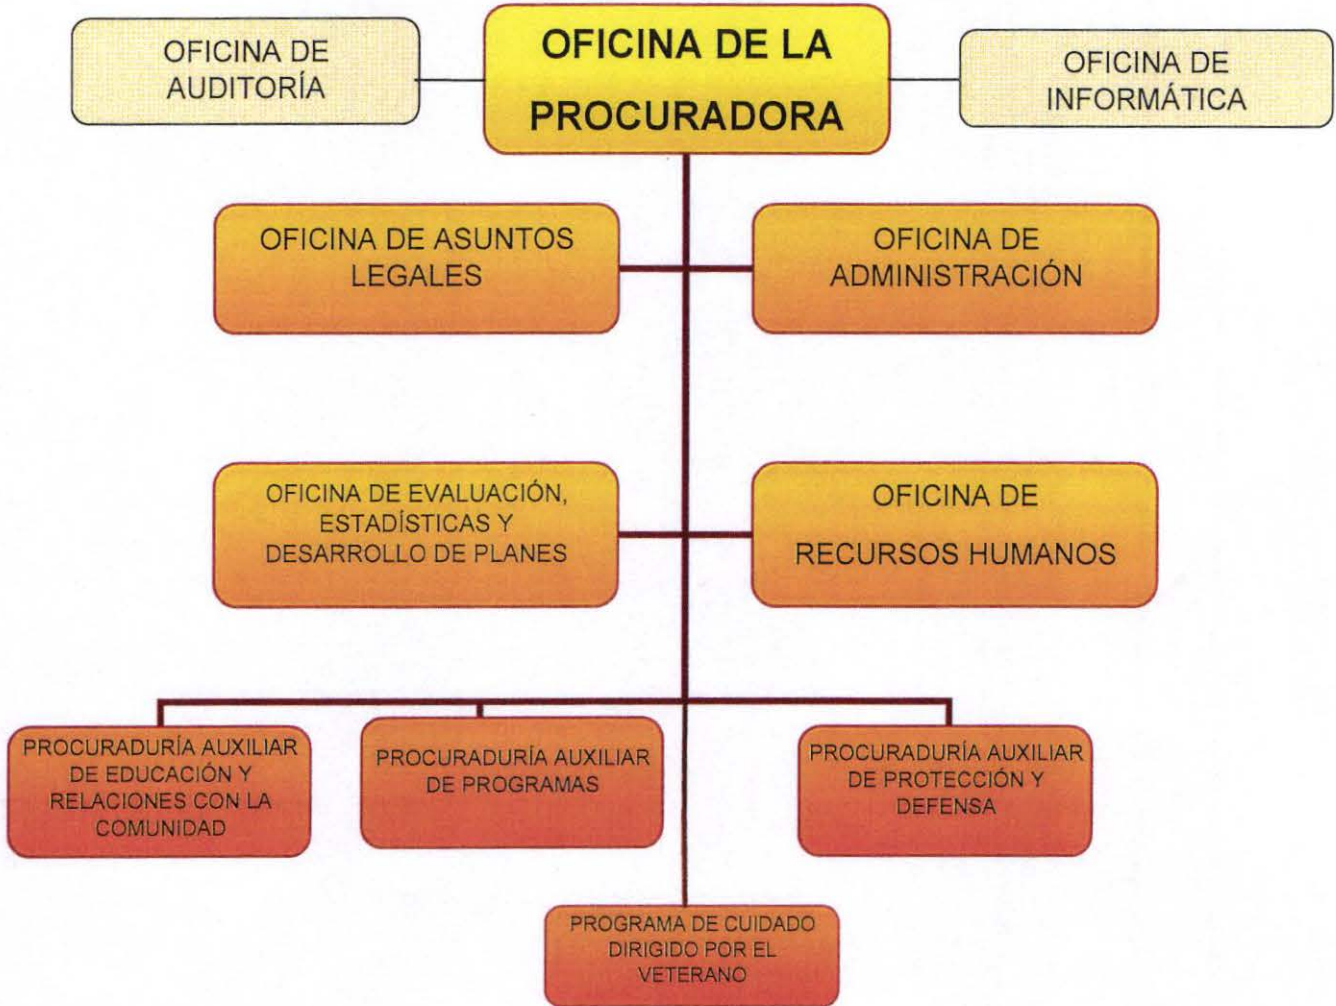 OFICINA DE
AUDITORÍA
OFICINA DE LA
PROCURADORA
OFICINA DE
INFORMÁTICA
OFICINA DE ASUNTOS
LEGALES
OFICINA DE
ADMINISTRACIÓN
OFICINA DE EVALUACIÓN,
ESTADÍSTICAS Y
DESARROLLO DE PLANES
OFICINA DE
RECURSOS HUMANOS
PROCURADURÍA AUXILIAR
DE EDUCACIÓN Y
RELACIONES CON LA
COMUNIDAD
PROCURADURÍA AUXILIAR
DE PROGRAMAS
PROCURADURÍA AUXILIAR
DE PROTECCIÓN Y
DEFENSA
PROGRAMA DE CUIDADO
DIRIGIDO POR EL
VETERANO